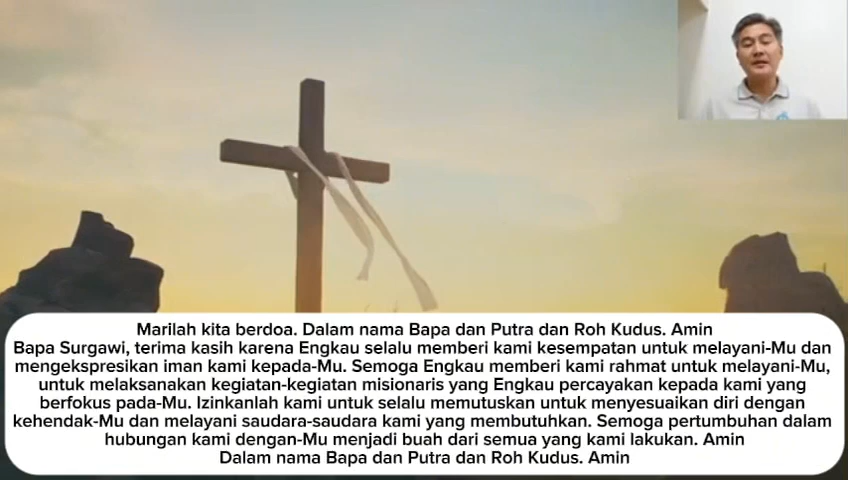 Marilah kita berdoa. Dalam nama Bapa dan Putra dan Roh Kudus. Amin
Bapa Surgawi, terima kasih karena Engkau selalu memberi kami kesempatan untuk melayani-Mu dan
mengekspresikan iman kami kepada-Mu. Semoga Engkau memberi kami rahmat untuk melayani-Mu,
untuk melaksanakan kegiatan-kegiatan misionaris yang Engkau percayakan kepada kami yang
berfokus pada-Mu. Izinkanlah kami untuk selalu memutuskan untuk menyesuaikan diri dengan
kehendak-Mu dan melayani saudara-saudara kami yang membutuhkan. Semoga pertumbuhan dalam
hubungan kami dengan-Mu menjadi buah dari semua yang kami lakukan. Amin
Dalam nama Bapa dan Putra dan Roh Kudus. Amin